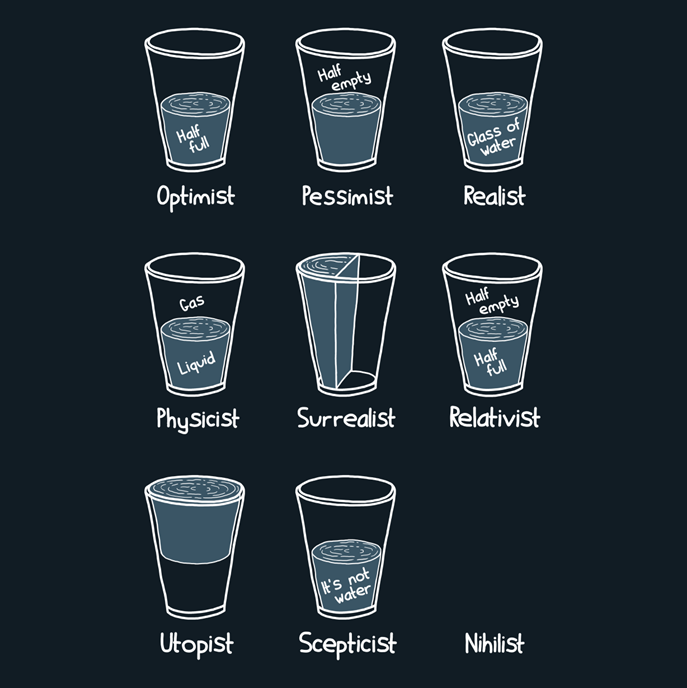 Half
full
Optimist
Half
empty
Pessimist
Glass of
water
Realist
Gas
Liquid
Physicist
Surrealist
Half
empty
Half
full
Relativist
Utopist
It's not
water
Scepticist
Nihilist